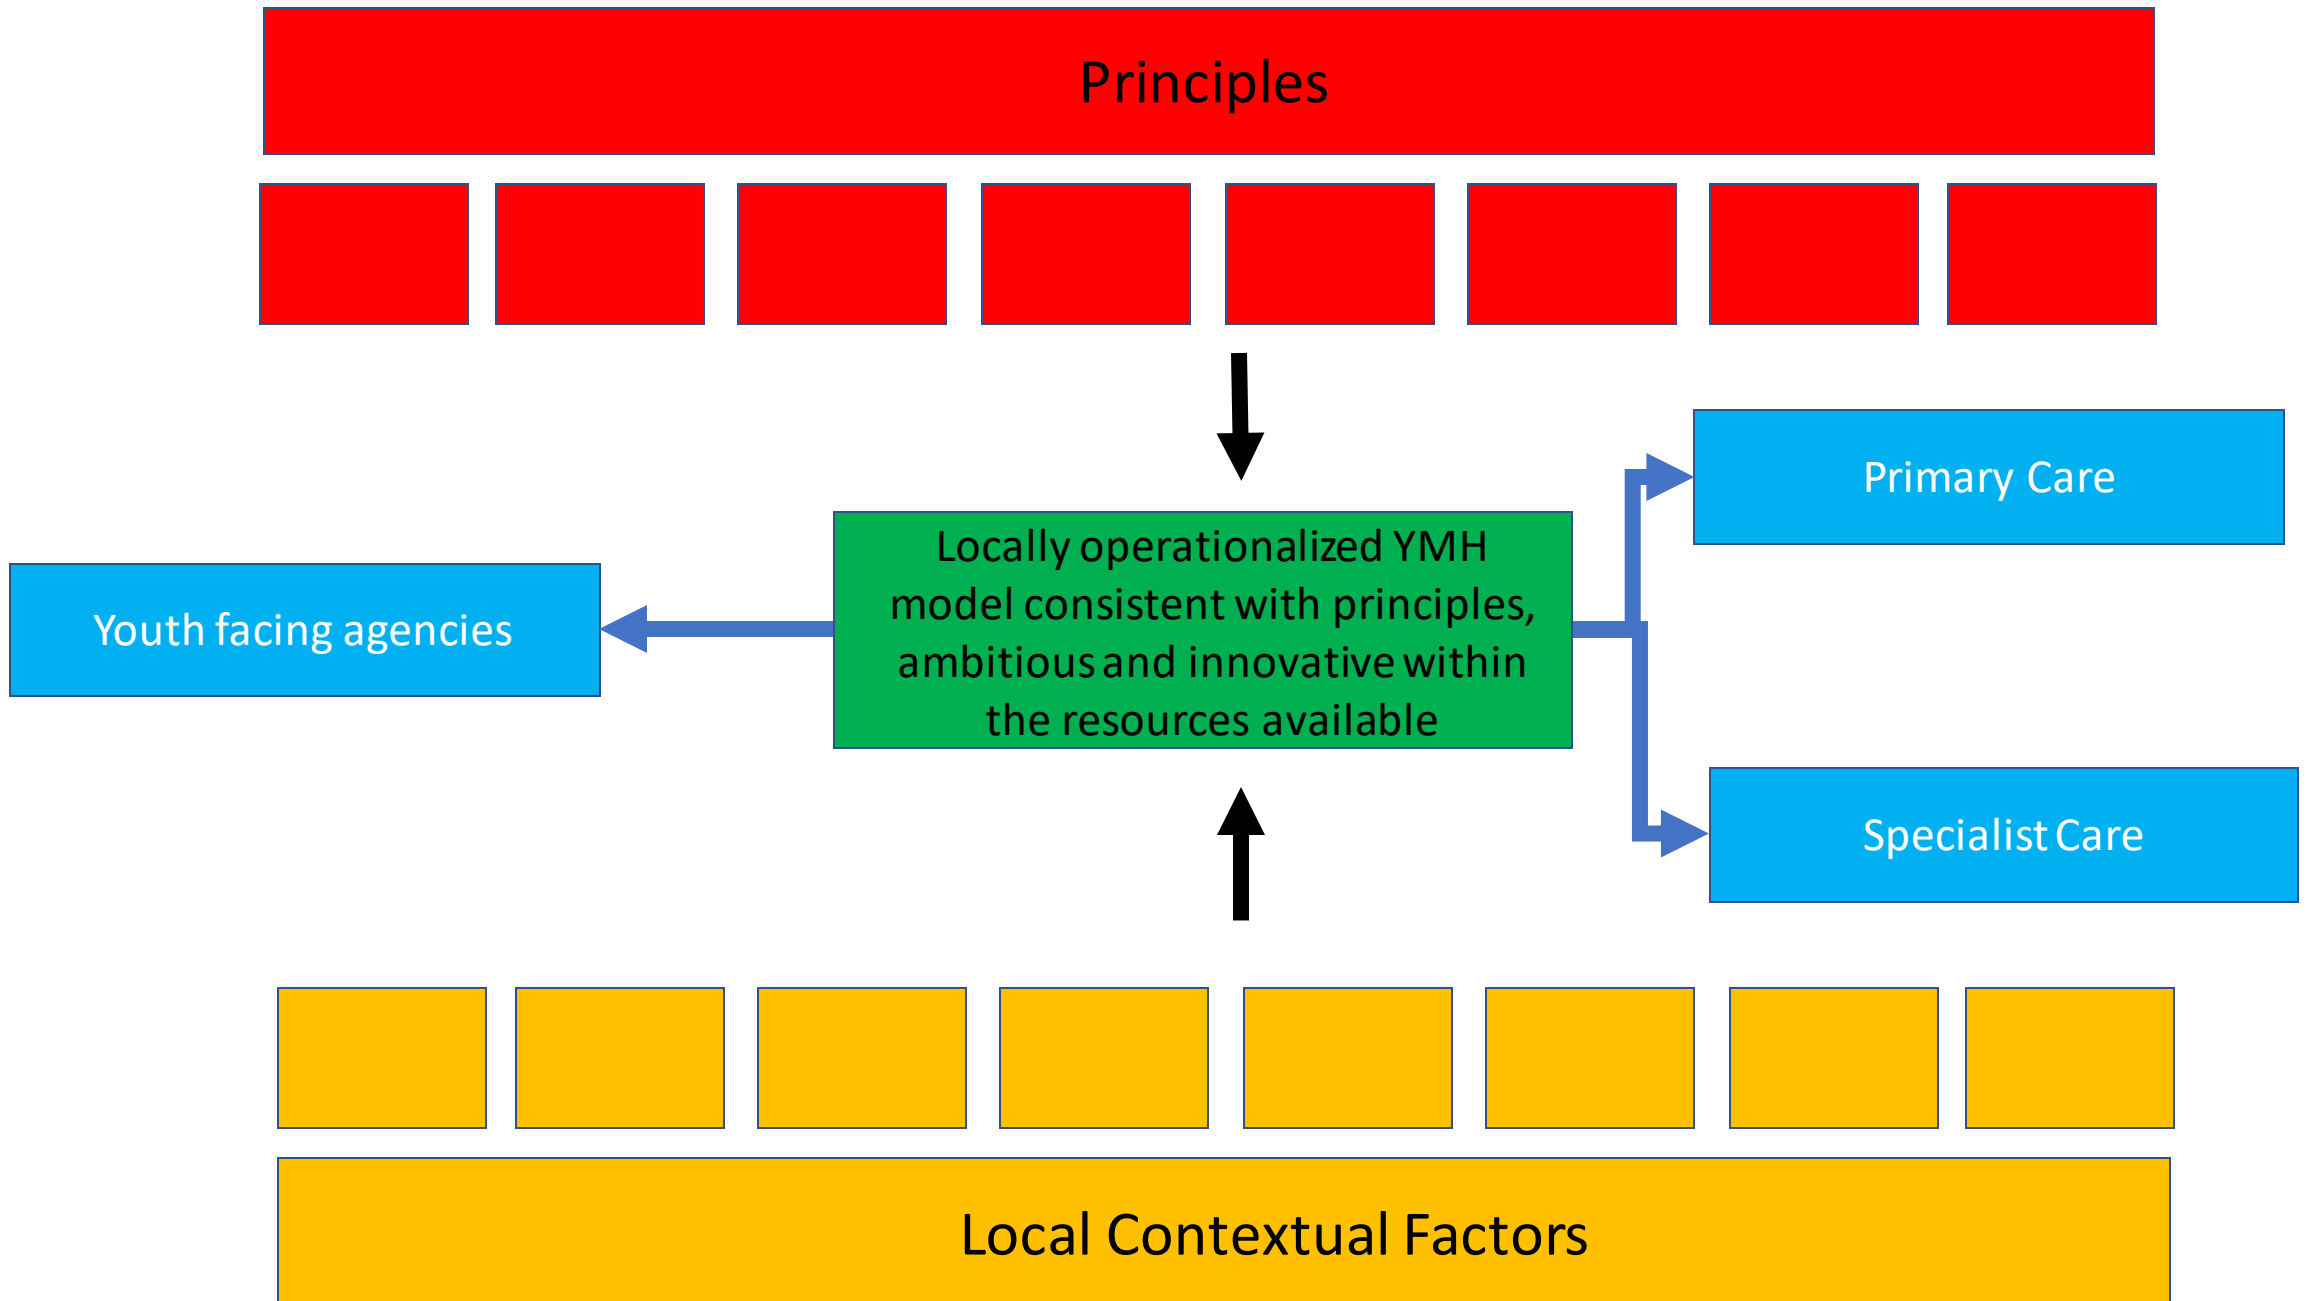 Principles
Primary Care
Locally operationalized YMH
model consistent with principles,
ambitious and innovative within
the resources available
Youth facing agencies
Specialist Care
Local Contextual Factors